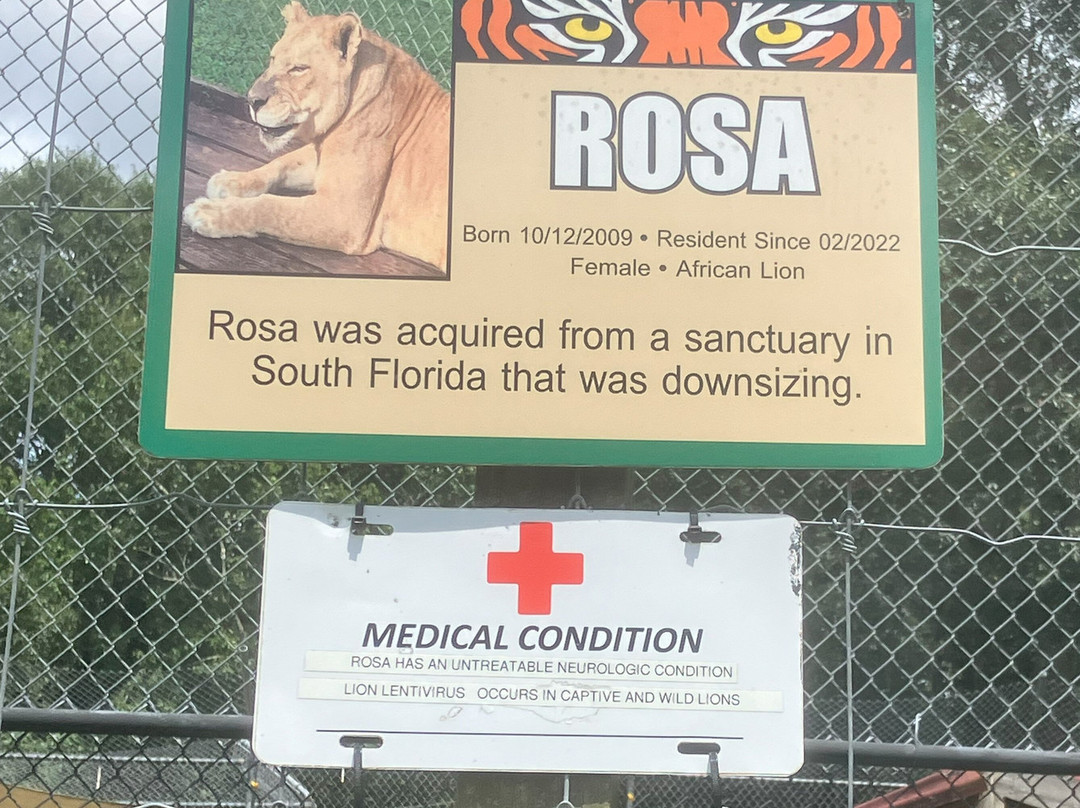 ROSA
Born 10/12/2009 • Resident Since 02/2022
Female • African Lion
Rosa was acquired from a sanctuary in
South Florida that was downsizing.
MEDICAL CONDITION
ROSA HAS AN UNTREATABLE NEUROLOGIC CONDITION
LION LENTIVIRUS OCCURS IN CAPTIVE AND WILD LIONS